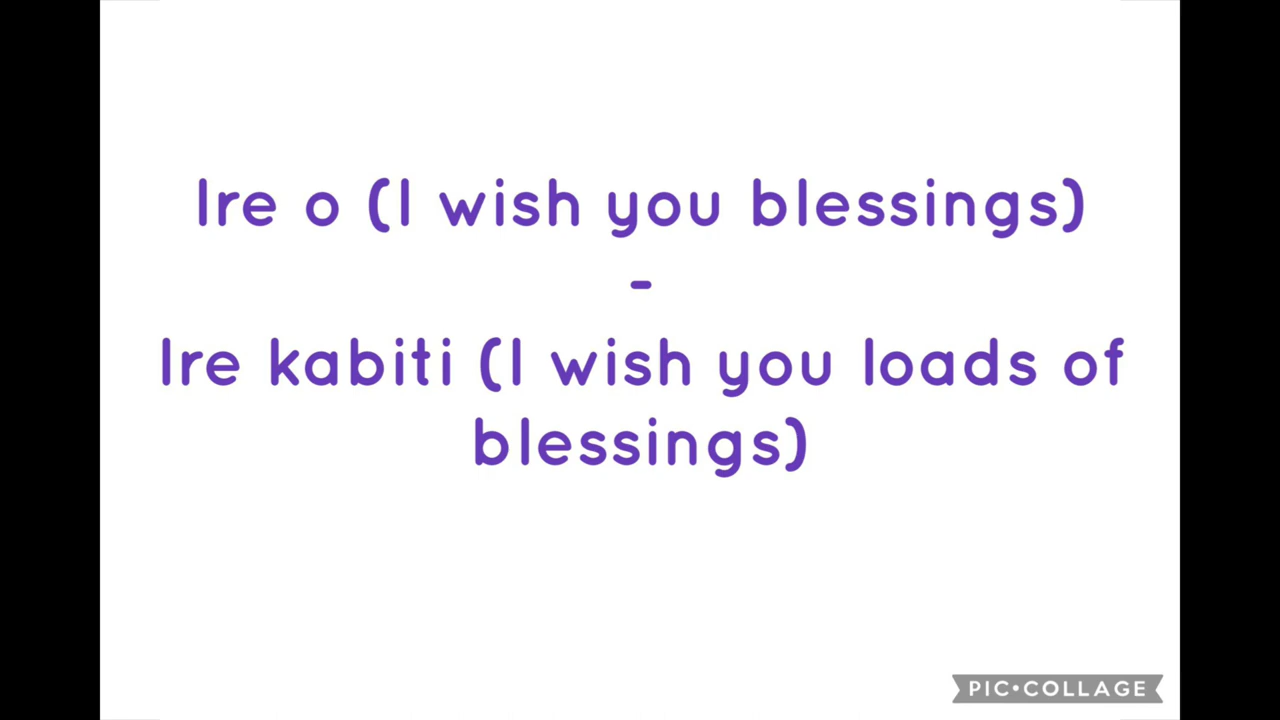 Ire o (I wish you blessings)
-
Ire kabiti (I wish you loads of
blessings)
PIC•COLLAGE